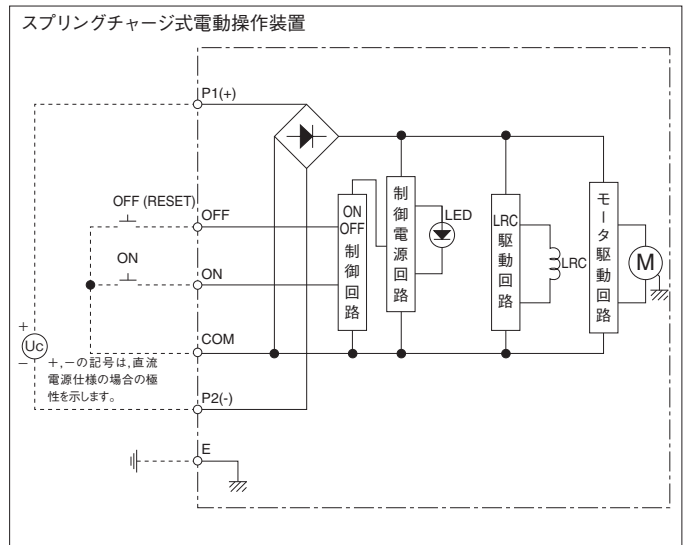 スプリングチャージ式電動操作装置
P1(+)
OFF (RESET)
OFF
ON
ON
COM
+
Uc
−
+,−の記号は,直流
電源仕様の場合の極
性を示します。
P2(-)
E
ON
OFF
制御回路
制御電源回路
LED
LRC
駆動回路
LRC
モータ駆動回路
M